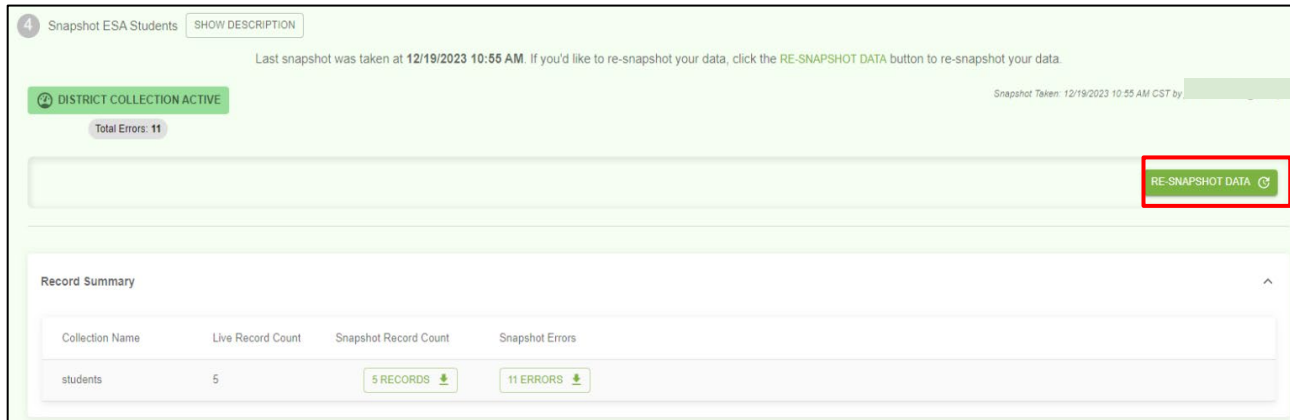 4 Snapshot ESA Students SHOW DESCRIPTION
Last snapshot was taken at 12/19/2023 10:55 AM. If you'd like to re-snapshot your data, click the RE-SNAPSHOT DATA button to re-snapshot your data.
DISTRICT COLLECTION ACTIVE Snapshot Taken: 12/19/2023 10:55 AM CST by
Total Errors: 11
RE-SNAPSHOT DATA
Record Summary
Collection Name Live Record Count Snapshot Record Count Snapshot Errors
students 5 5 RECORDS 11 ERRORS